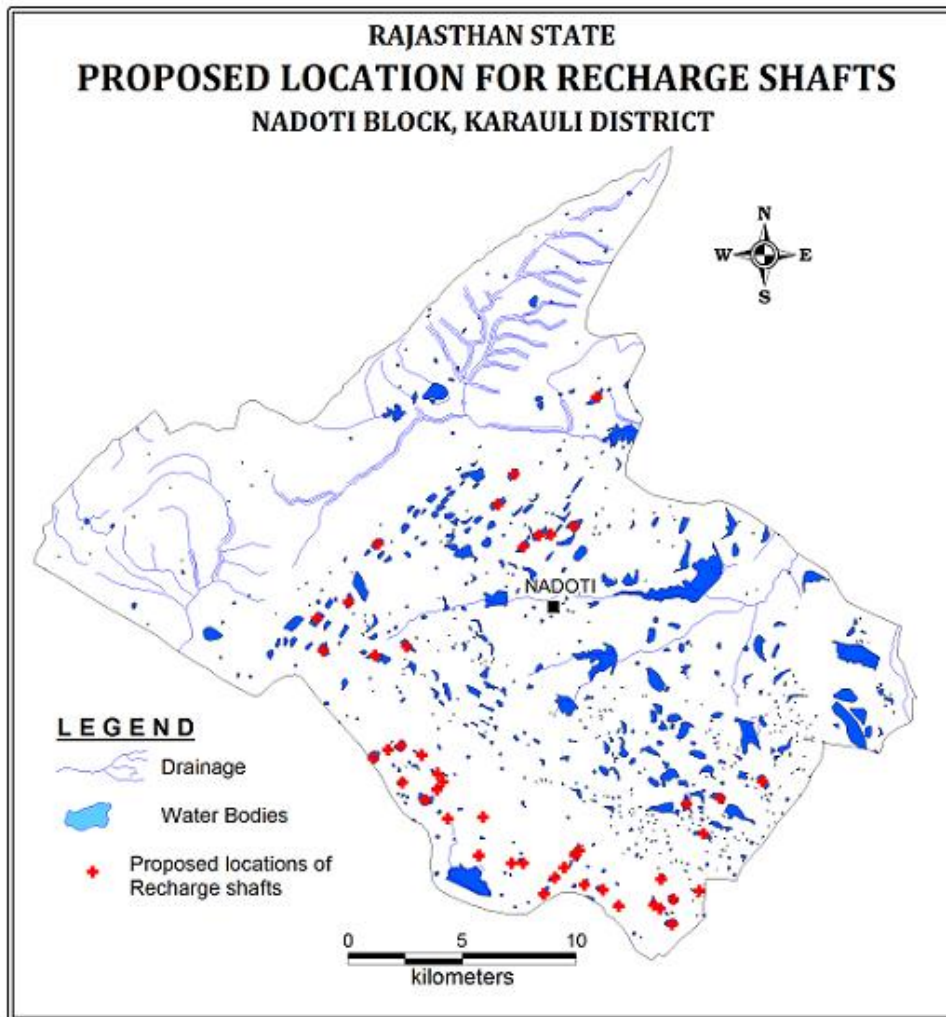 RAJASTHAN STATE
PROPOSED LOCATION FOR RECHARGE SHAFTS
NADOTI BLOCK, KARAULI DISTRICT
N
W E
S
NADOTI
LEGEND
Drainage
Water Bodies
Proposed locations of
Recharge shafts
0 5 10
kilometers